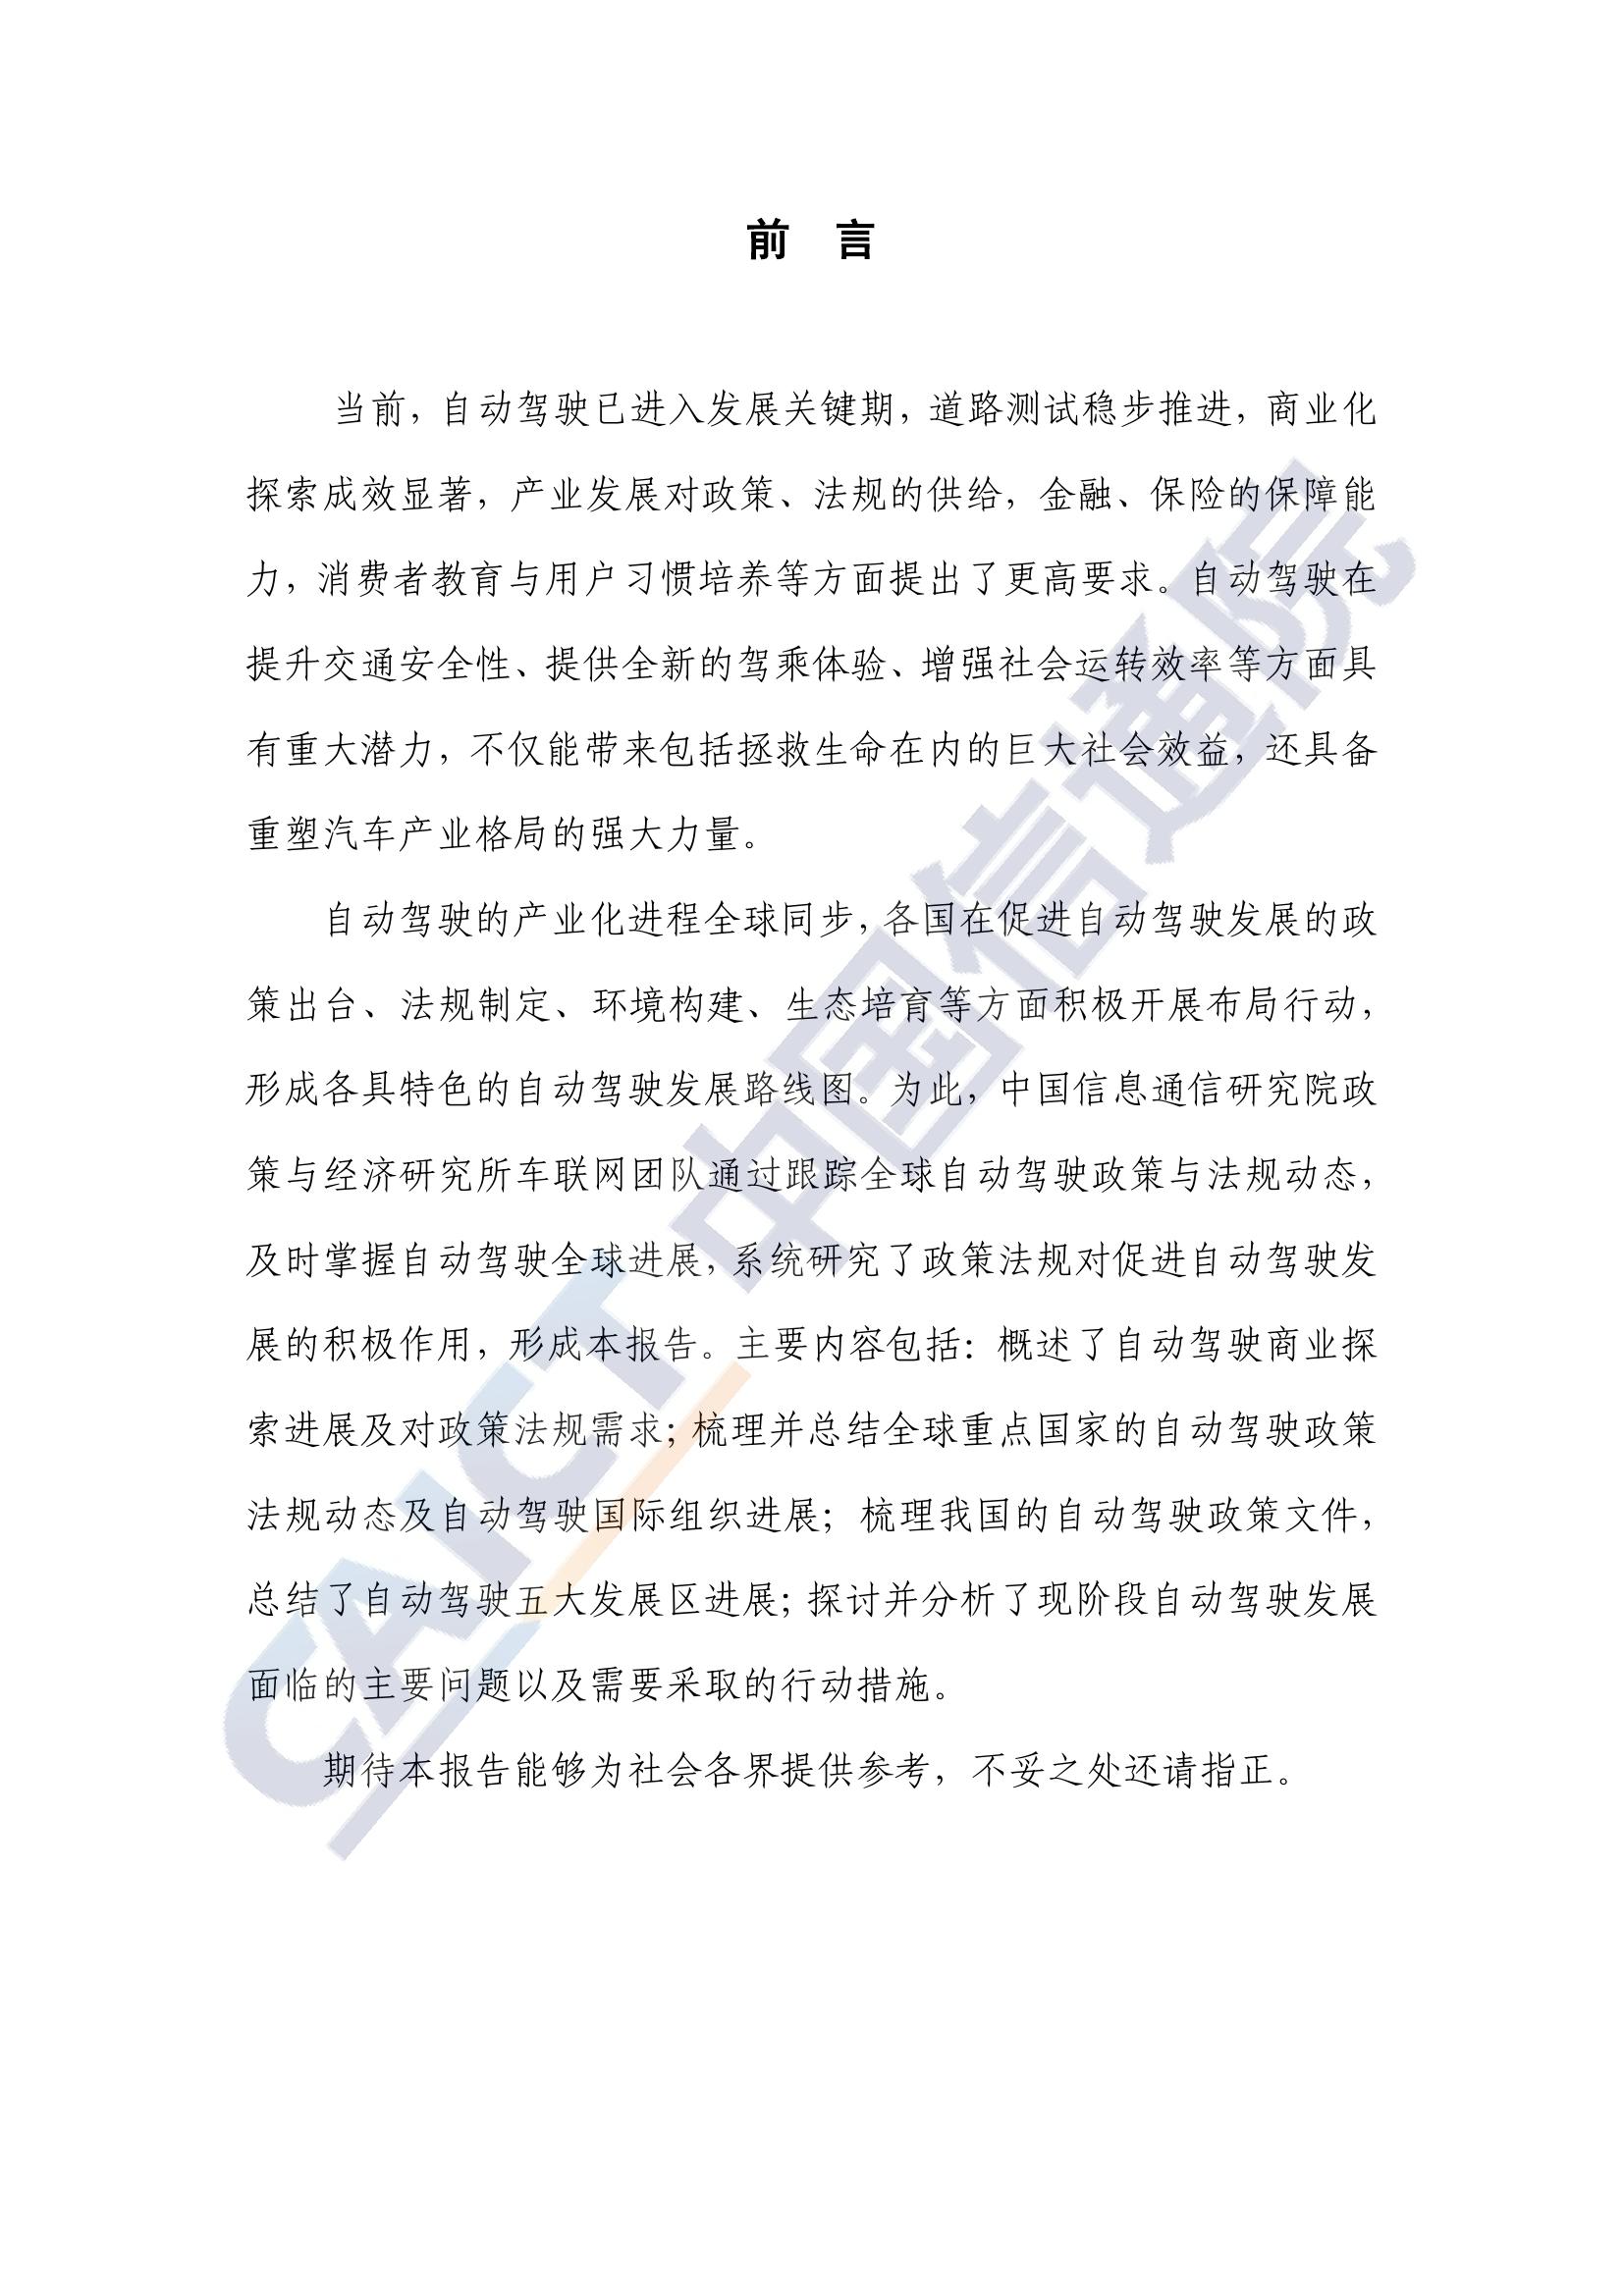 前 言
当前，自动驾驶已进入发展关键期，道路测试稳步推进，商业化
探索成效显著，产业发展对政策、法规的供给，金融、保险的保障能
力，消费者教育与用户习惯培养等方面提出了更高要求。自动驾驶在
提升交通安全性、提供全新的驾乘体验、增强社会运转效率等方面具
有重大潜力，不仅能带来包括拯救生命在内的巨大社会效益，还具备
重塑汽车产业格局的强大力量。
自动驾驶的产业化进程全球同步，各国在促进自动驾驶发展的政
策出台、法规制定、环境构建、生态培育等方面积极开展布局行动，
形成各具特色的自动驾驶发展路线图。为此，中国信息通信研究院政
策与经济研究所车联网团队通过跟踪全球自动驾驶政策与法规动态，
及时掌握自动驾驶全球进展，系统研究了政策法规对促进自动驾驶发
展的积极作用，形成本报告。主要内容包括：概述了自动驾驶商业探
索进展及对政策法规需求；梳理并总结全球重点国家的自动驾驶政策
法规动态及自动驾驶国际组织进展；梳理我国的自动驾驶政策文件，
总结了自动驾驶五大发展区进展；探讨并分析了现阶段自动驾驶发展
面临的主要问题以及需要采取的行动措施。
期待本报告能够为社会各界提供参考，不妥之处还请指正。
CAICT 中国信通院